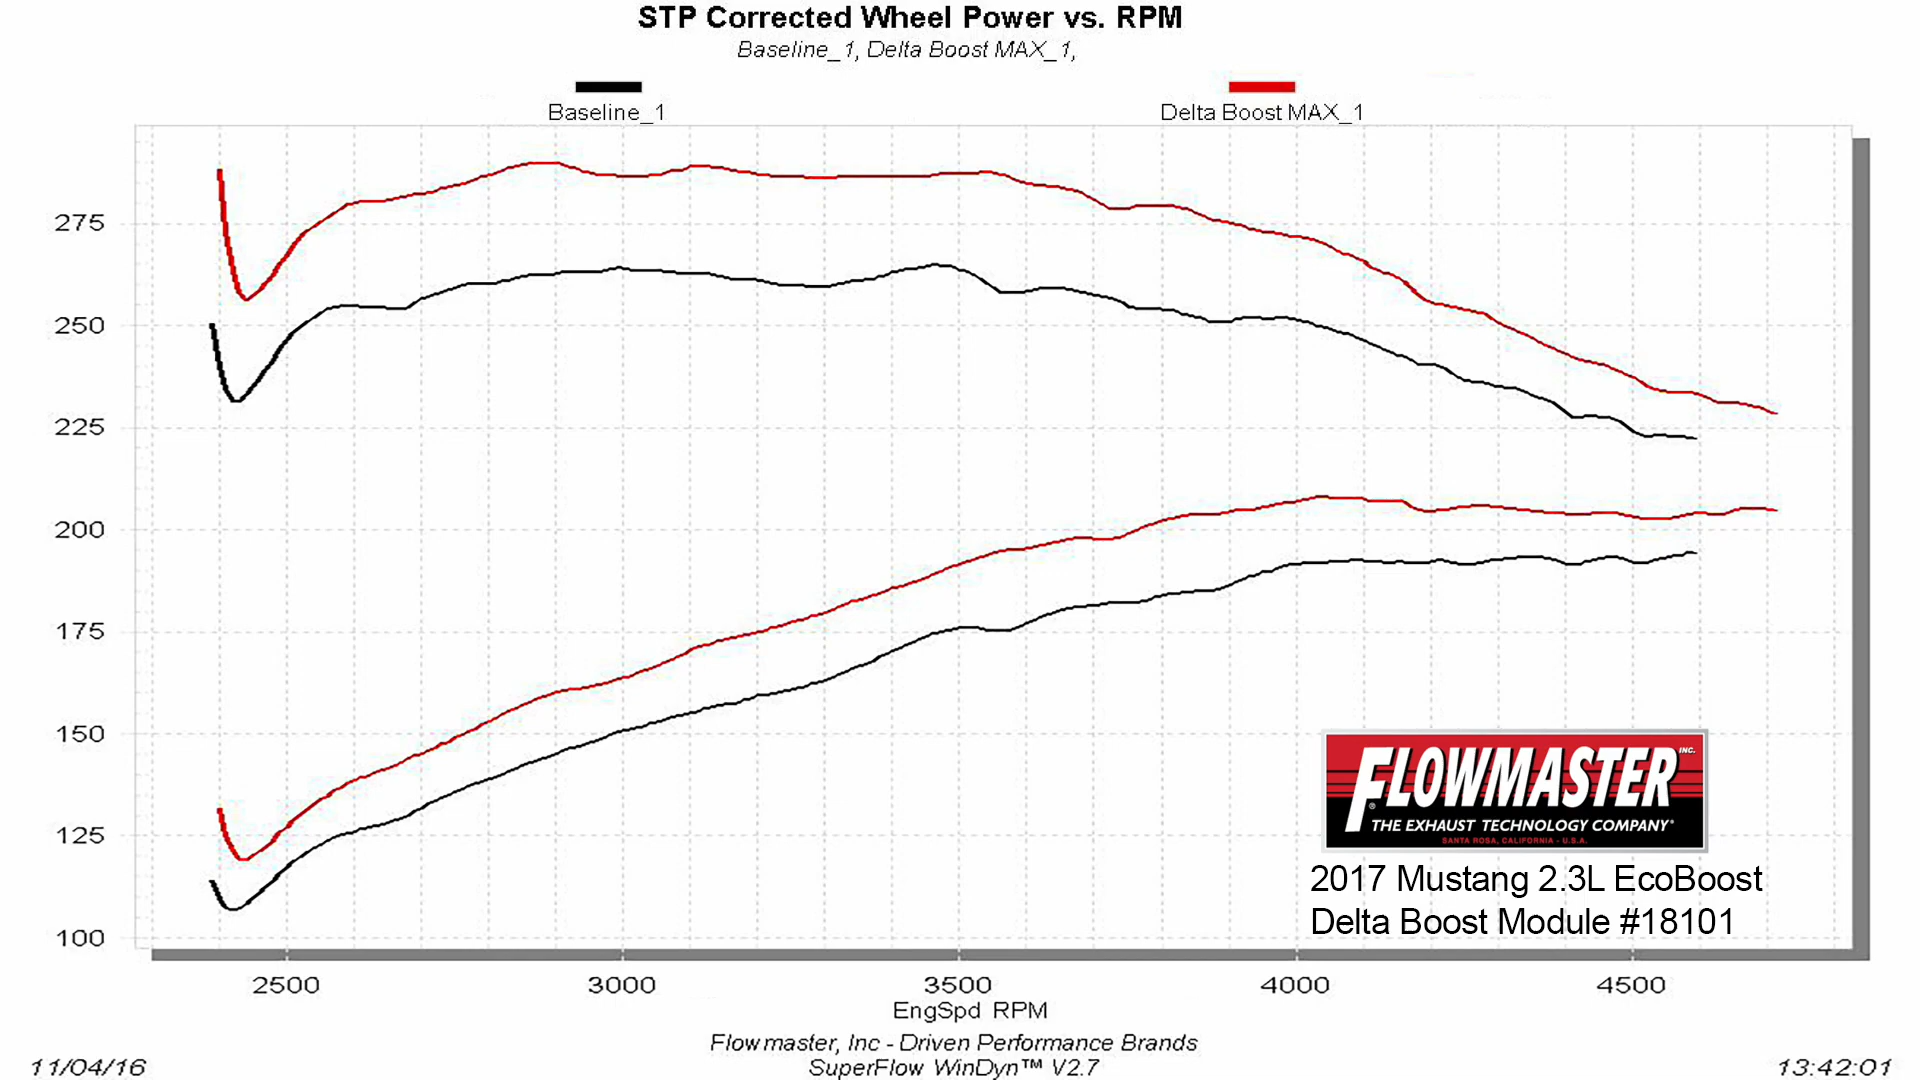 STP Corrected Wheel Power vs. RPM
Baseline_1, Delta Boost MAX_1,
Baseline_1
Delta Boost MAX_1
275
250
225
200
175
150
125
100
FLOWMASTER INC.
®
THE EXHAUST TECHNOLOGY COMPANY®
SANTA ROSA, CALIFORNIA - U.S.A.
2017 Mustang 2.3L EcoBoost
Delta Boost Module #18101
2500 3000 3500 4000 4500
EngSpd RPM
Flowmaster, Inc - Driven Performance Brands
11/04/16 SuperFlow WinDyn™ V2.7 13:42:01